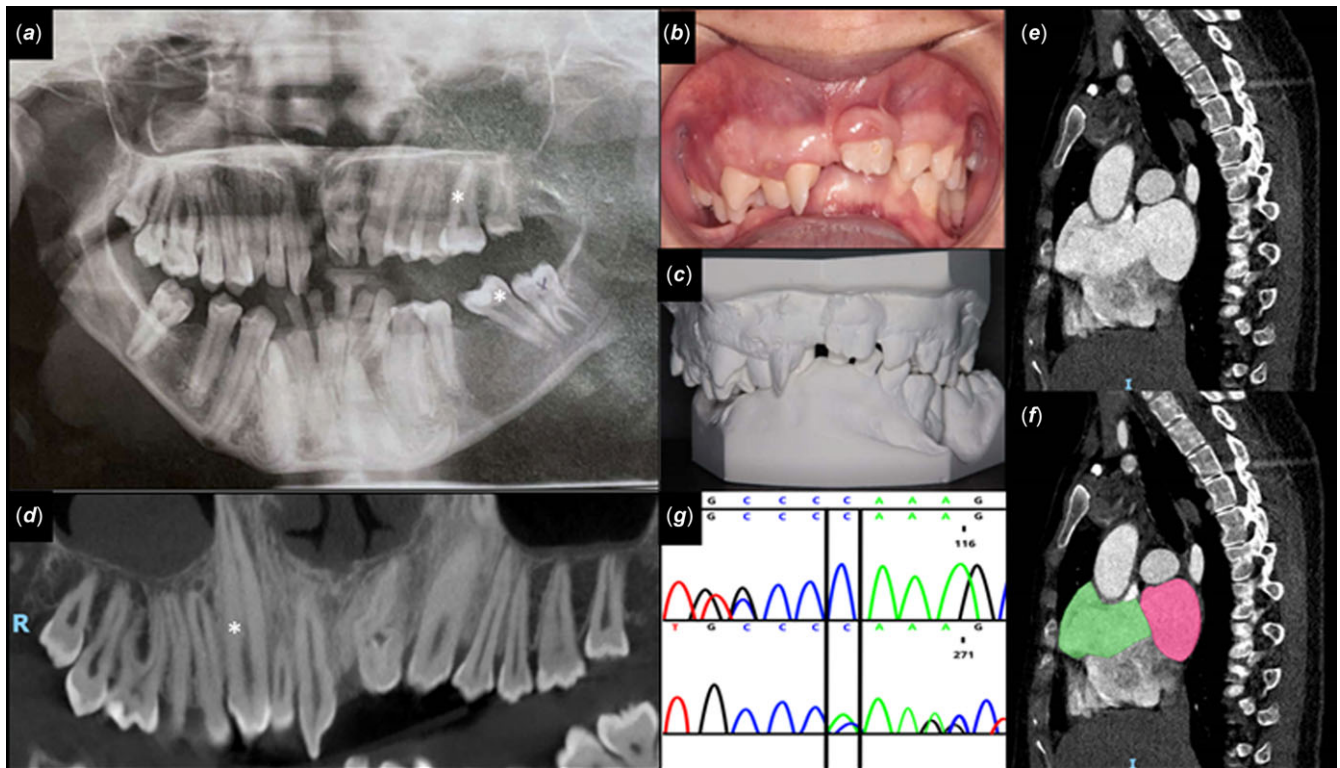 (a)
(b)
(c)
(d)
R
(e)
I
(f)
I
(g)
G C C C C A A A G
G C C C C A A A G
116
T G C C C C A A A G
271